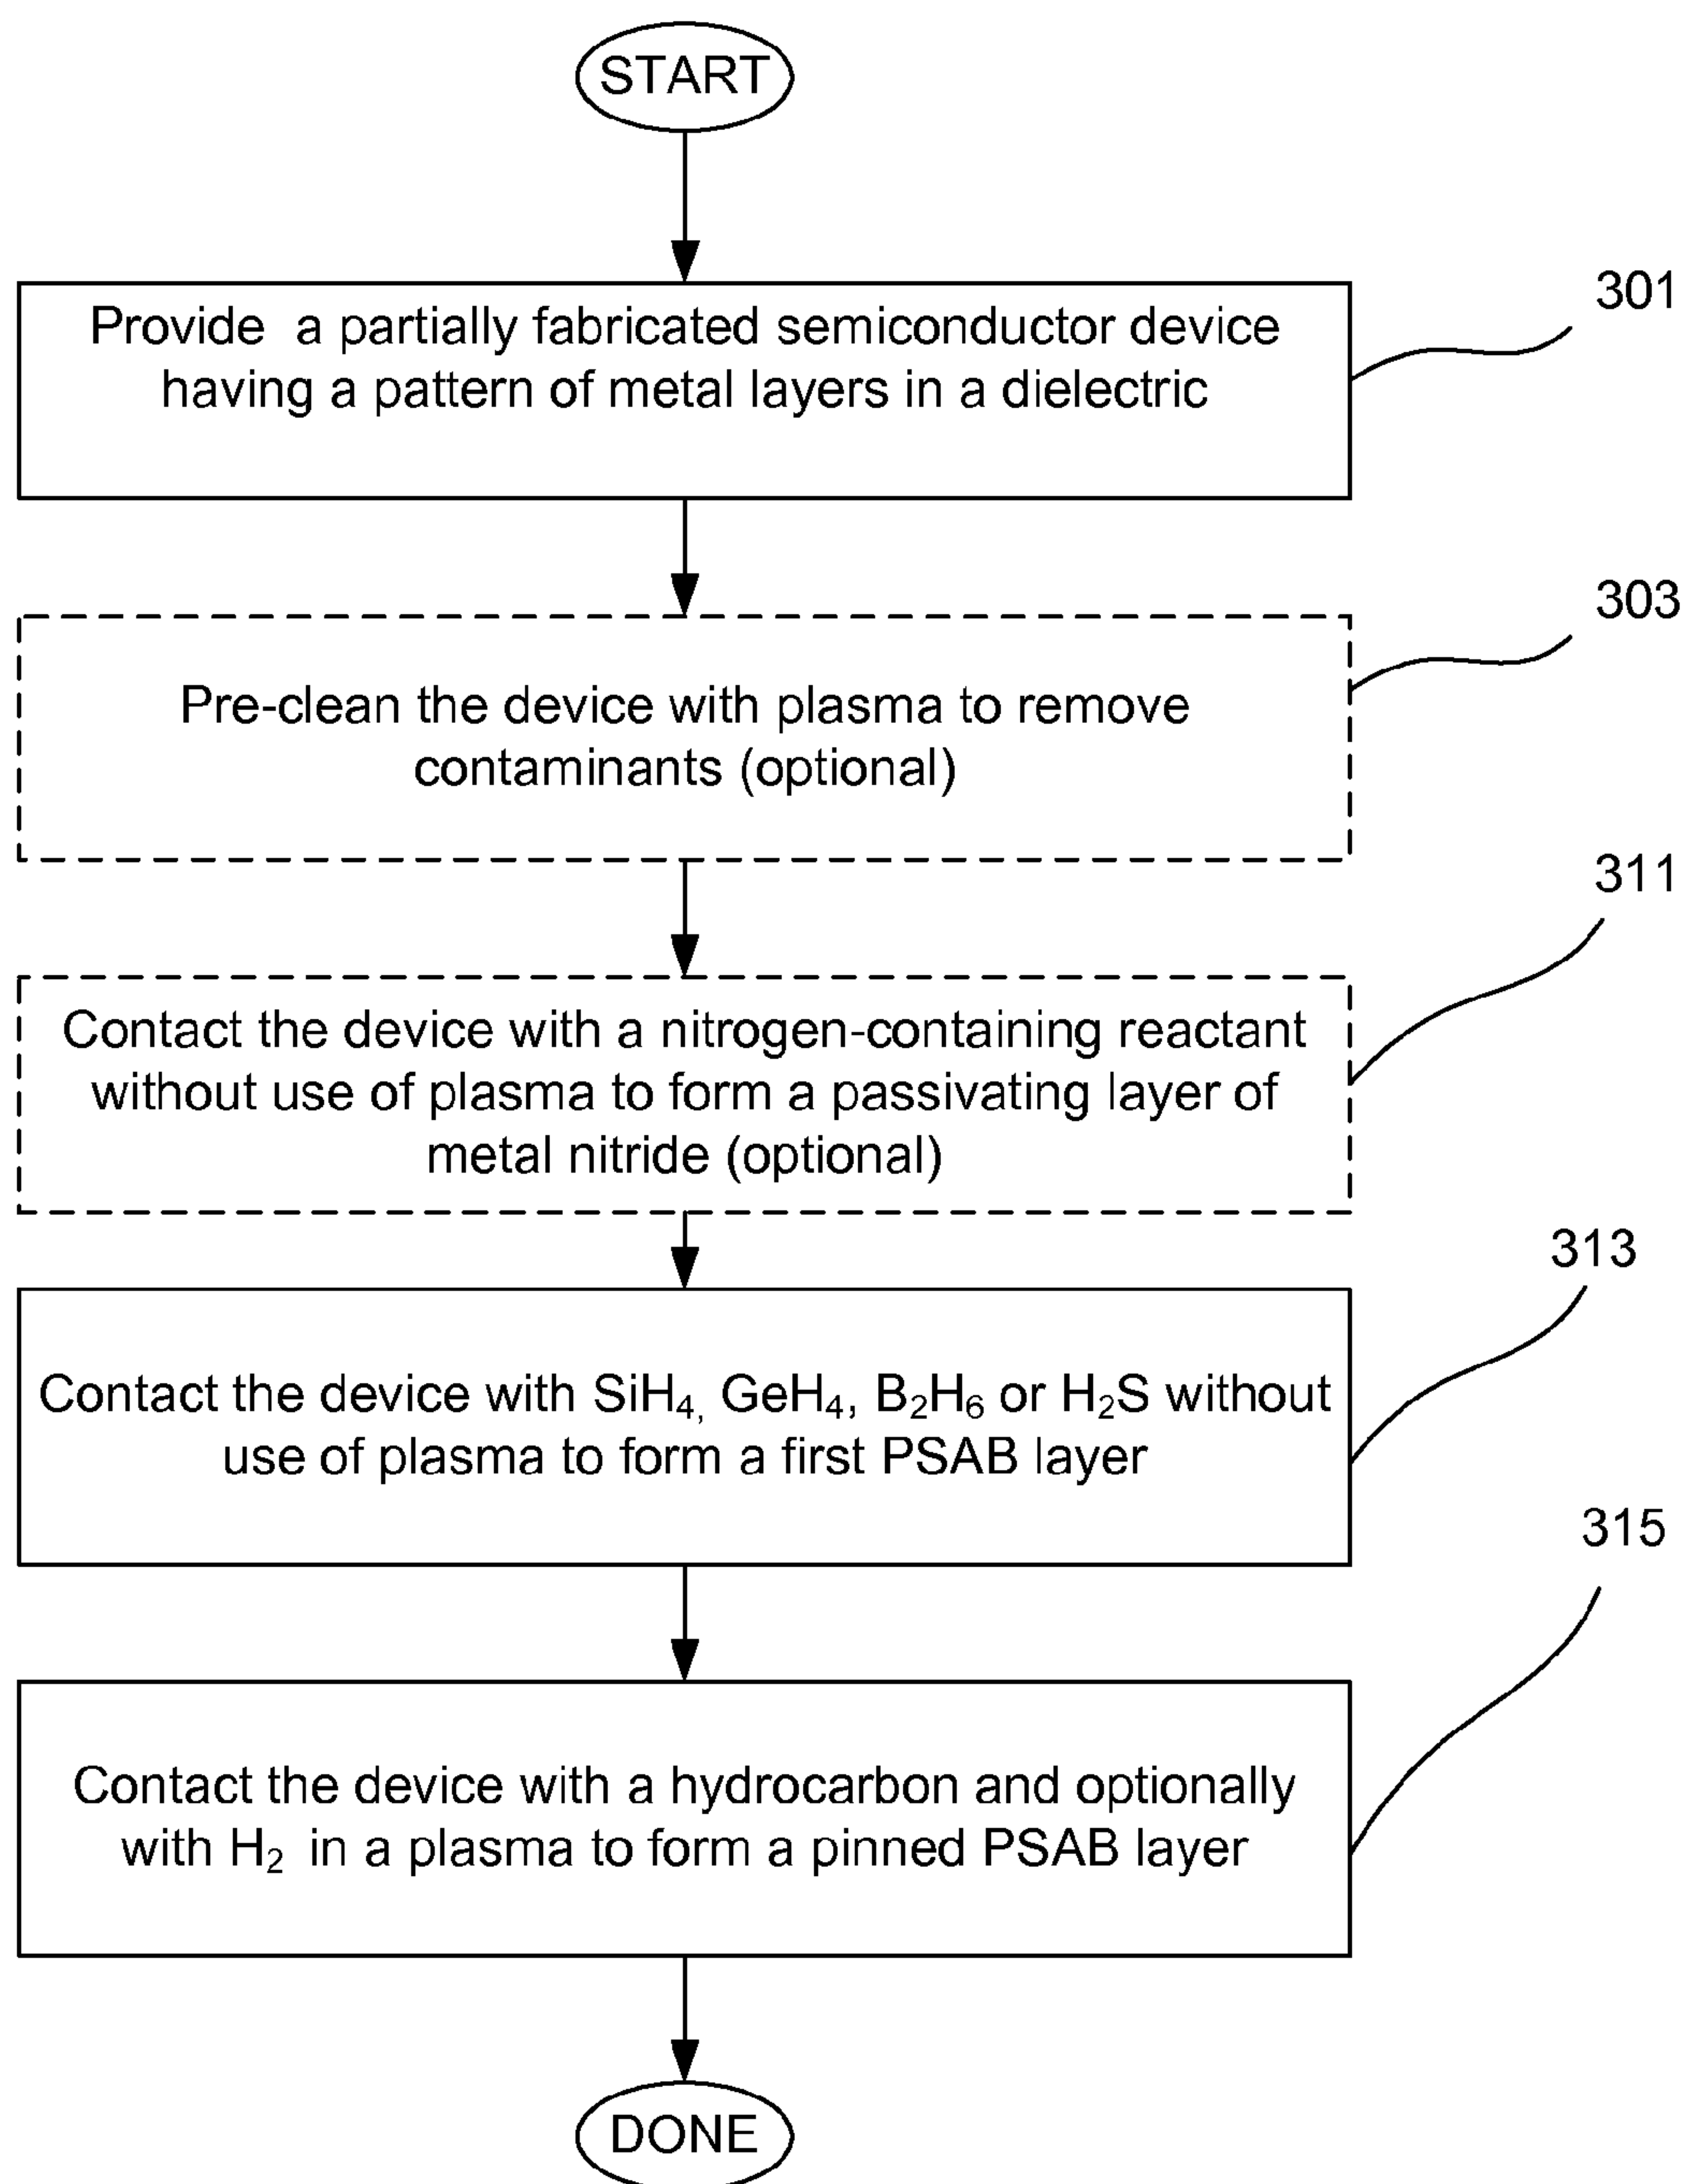 START
301
Provide a partially fabricated semiconductor device
having a pattern of metal layers in a dielectric
303
Pre-clean the device with plasma to remove
contaminants (optional)
311
Contact the device with a nitrogen-containing reactant
without use of plasma to form a passivating layer of
metal nitride (optional)
313
Contact the device with SiH₄, GeH₄, B₂H₆ or H₂S without
use of plasma to form a first PSAB layer
315
Contact the device with a hydrocarbon and optionally
with H₂ in a plasma to form a pinned PSAB layer
DONE